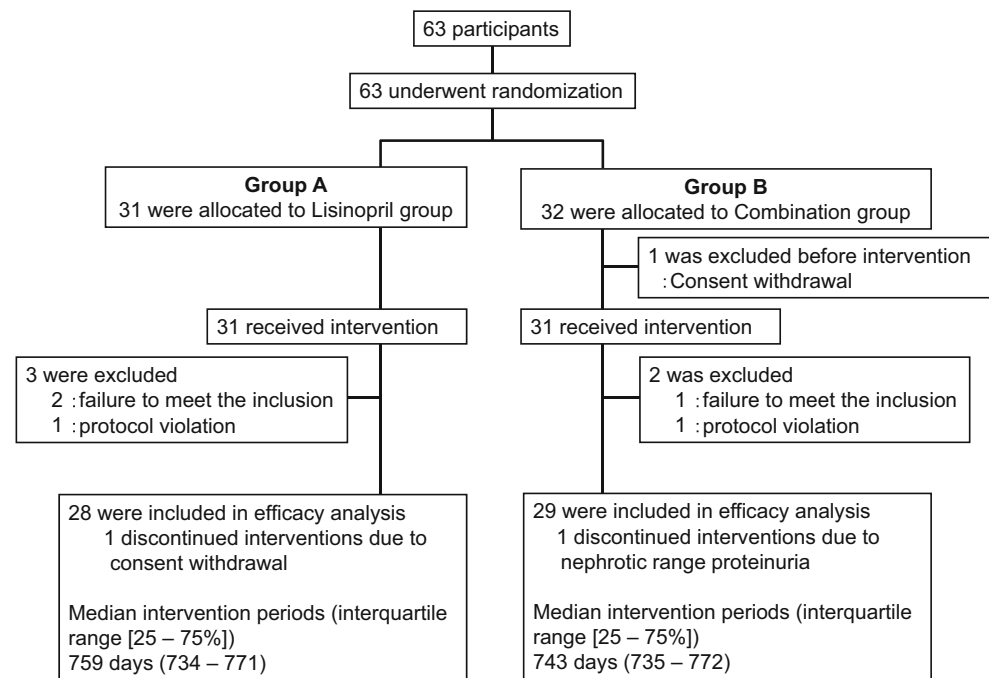 63 participants
63 underwent randomization
Group A
31 were allocated to Lisinopril group
Group B
32 were allocated to Combination group
1 was excluded before intervention
:Consent withdrawal
31 received intervention
31 received intervention
3 were excluded
2 :failure to meet the inclusion
1 :protocol violation
2 was excluded
1 :failure to meet the inclusion
1 :protocol violation
28 were included in efficacy analysis
1 discontinued interventions due to
consent withdrawal
Median intervention periods (interquartile
range [25 – 75%])
759 days (734 – 771)
29 were included in efficacy analysis
1 discontinued interventions due to
nephrotic range proteinuria
Median intervention periods (interquartile
range [25 – 75%])
743 days (735 – 772)